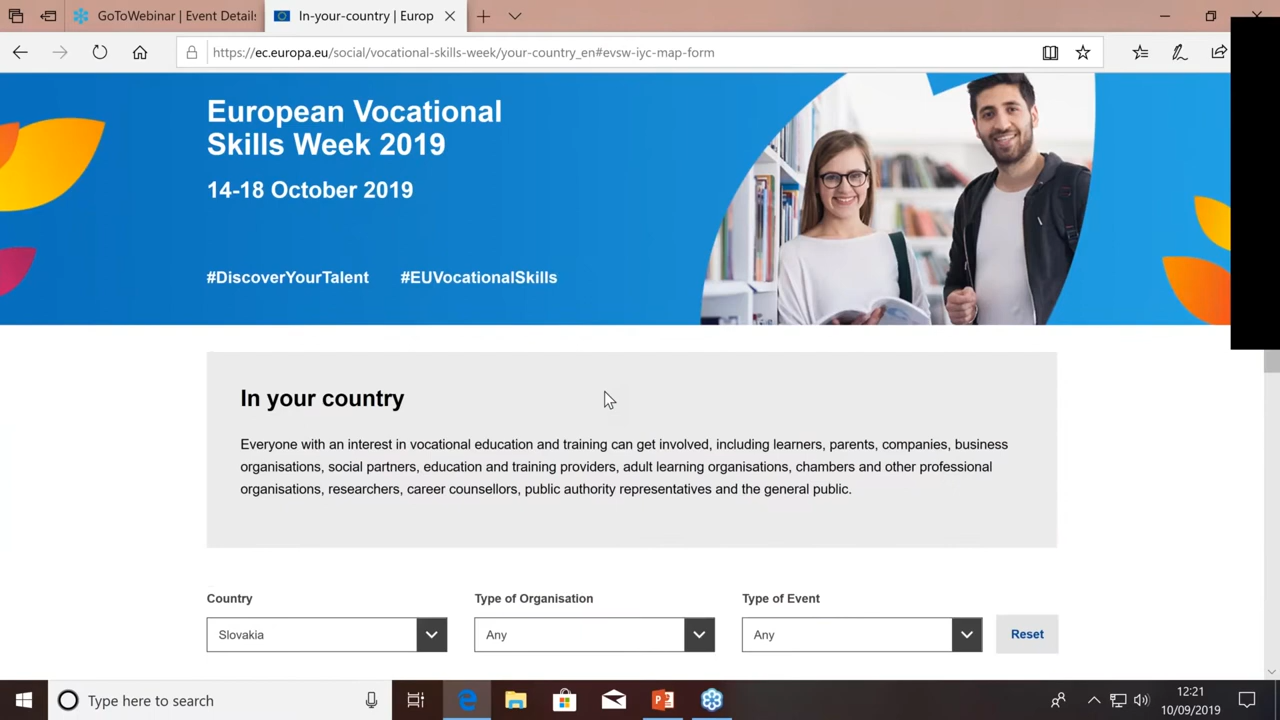 GoToWebinar | Event Details
In-your-country | Europ
https://ec.europa.eu/social/vocational-skills-week/your-country_en#evsw-iyc-map-form
European Vocational
Skills Week 2019
14-18 October 2019
#DiscoverYourTalent #EUVocationalSkills
In your country
Everyone with an interest in vocational education and training can get involved, including learners, parents, companies, business
organisations, social partners, education and training providers, adult learning organisations, chambers and other professional
organisations, researchers, career counsellors, public authority representatives and the general public.
Country Type of Organisation Type of Event
Slovakia Any Any Reset
Type here to search
12:21
10/09/2019